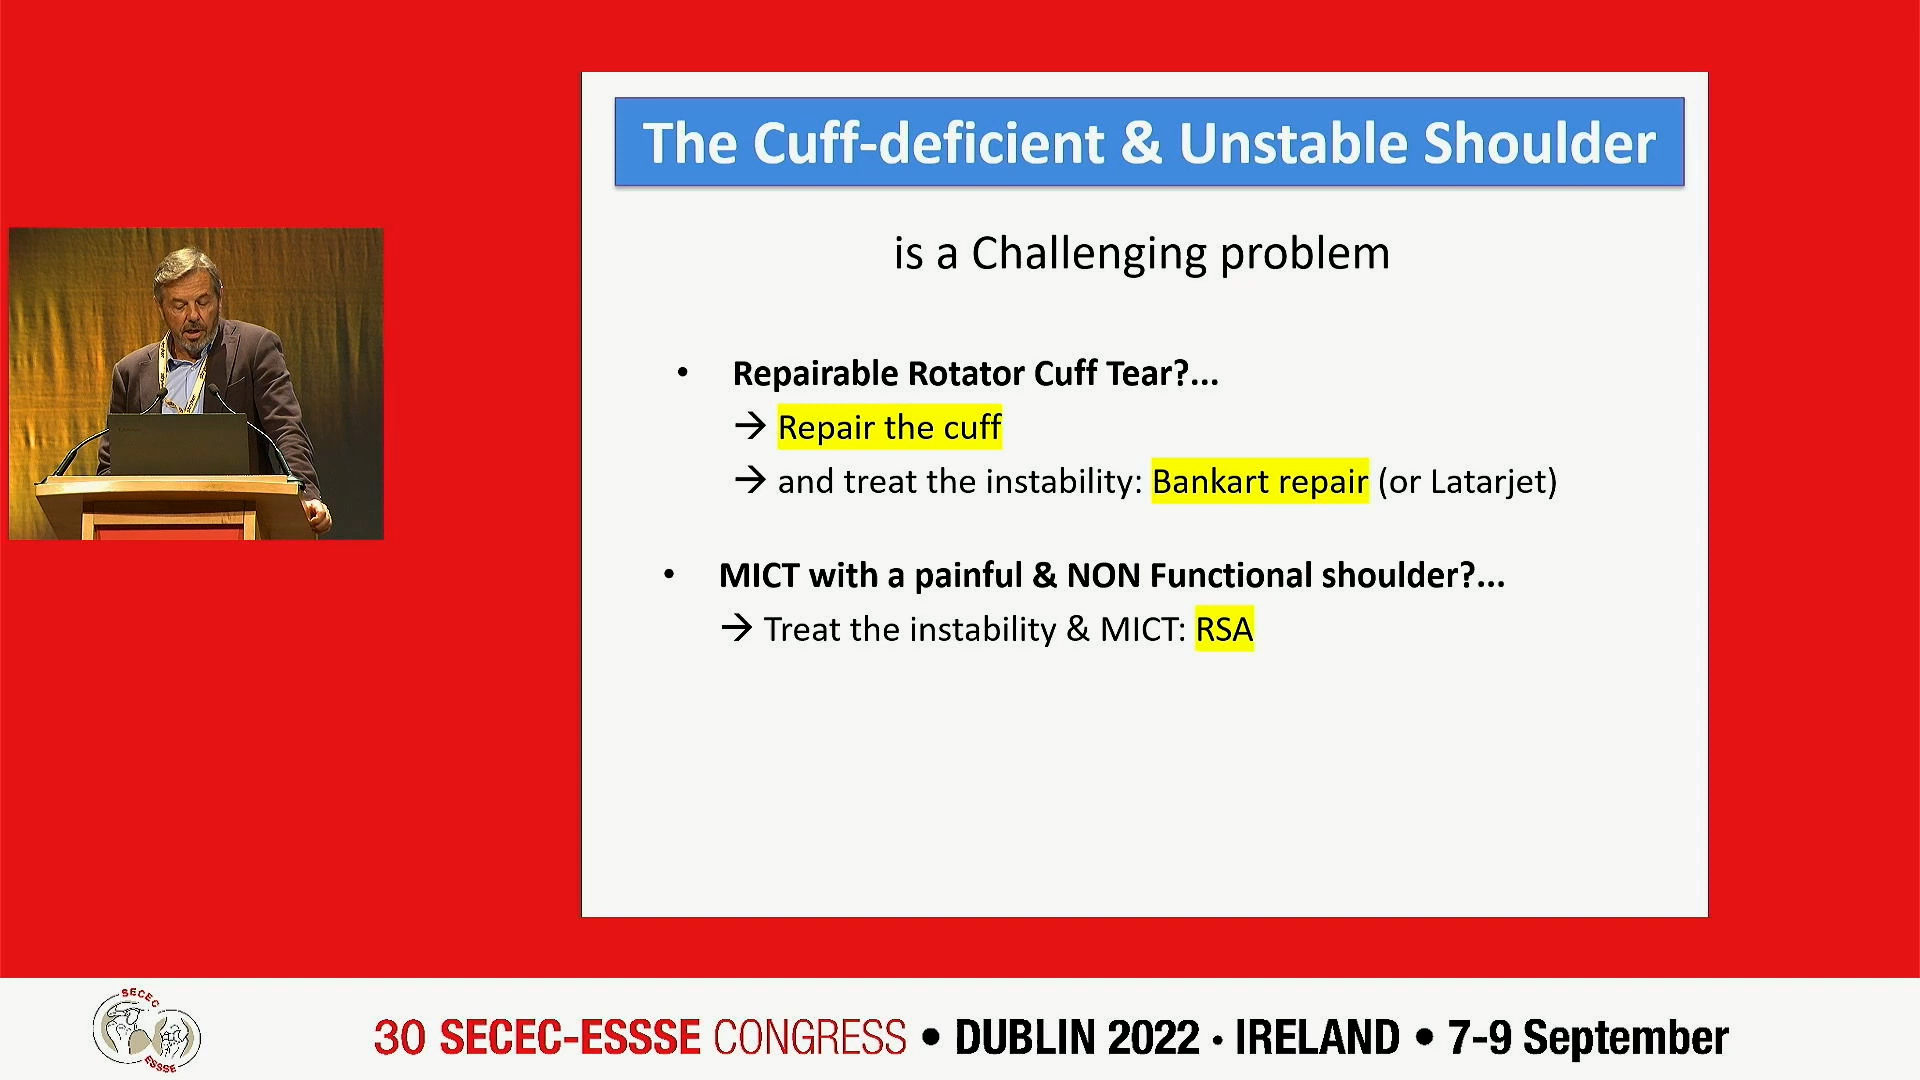 The Cuff-deficient & Unstable Shoulder
is a Challenging problem
• Repairable Rotator Cuff Tear?...
→ Repair the cuff
→ and treat the instability: Bankart repair (or Latarjet)
• MICT with a painful & NON Functional shoulder?...
→ Treat the instability & MICT: RSA
SECEC
ESSSE
30 SECEC-ESSSE CONGRESS • DUBLIN 2022 · IRELAND • 7-9 September